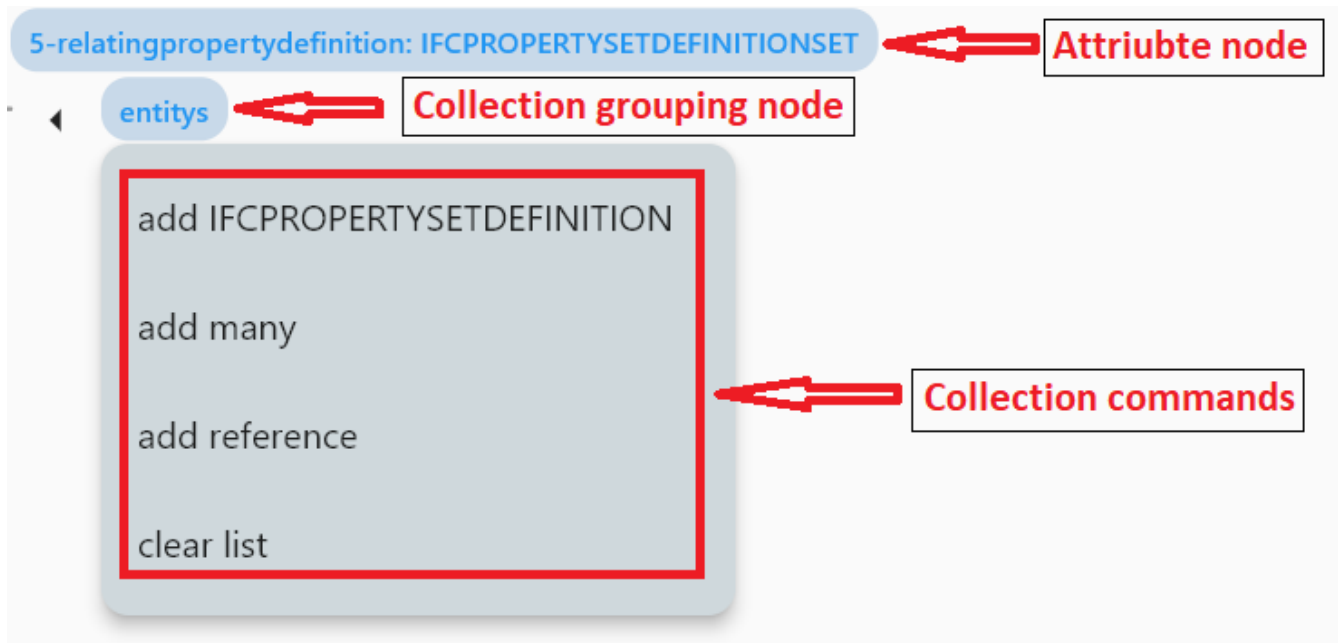 5-relatingpropertydefinition: IFCPROPERTYSETDEFINITIONSET
Attriubte node
entitys
Collection grouping node
add IFCPROPERTYSETDEFINITION
add many
add reference
Collection commands
clear list